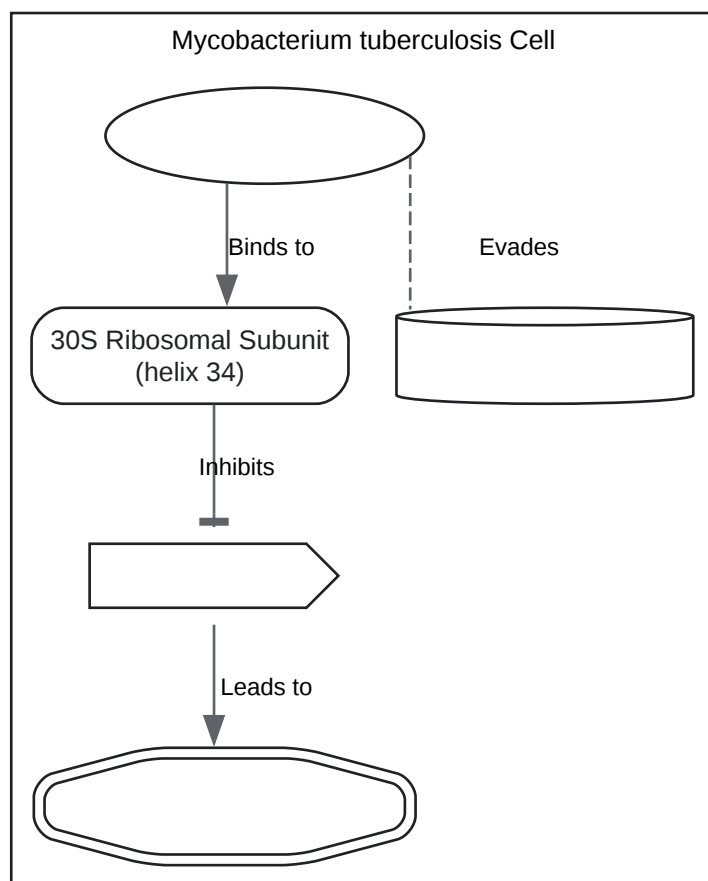 Mycobacterium tuberculosis Cell
Binds to
Evades
30S Ribosomal Subunit
(helix 34)
Inhibits
Leads to